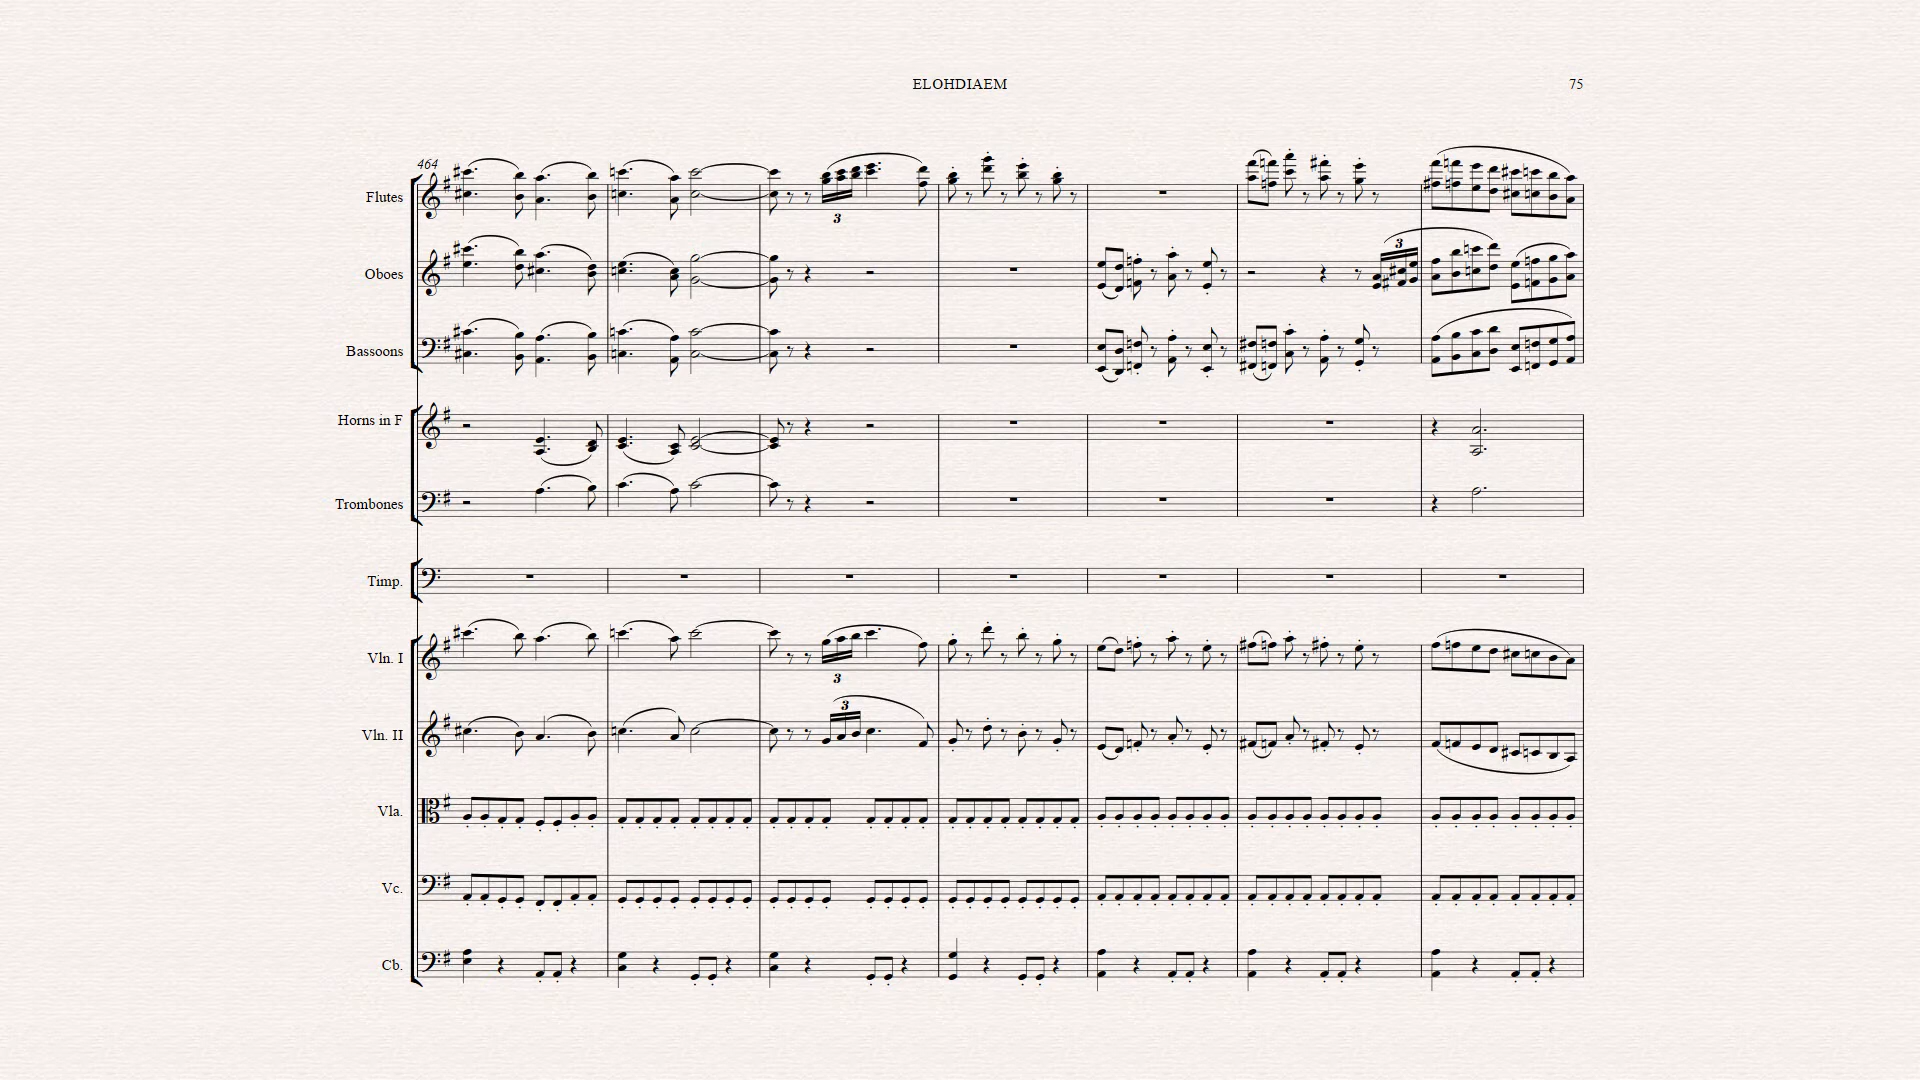 ELOHDIAEM
75
464
Flutes
3
3
Oboes
Bassoons
Horns in F
Trombones
Timp.
Vln. I
3
3
Vln. II
Vla.
Vc.
Cb.